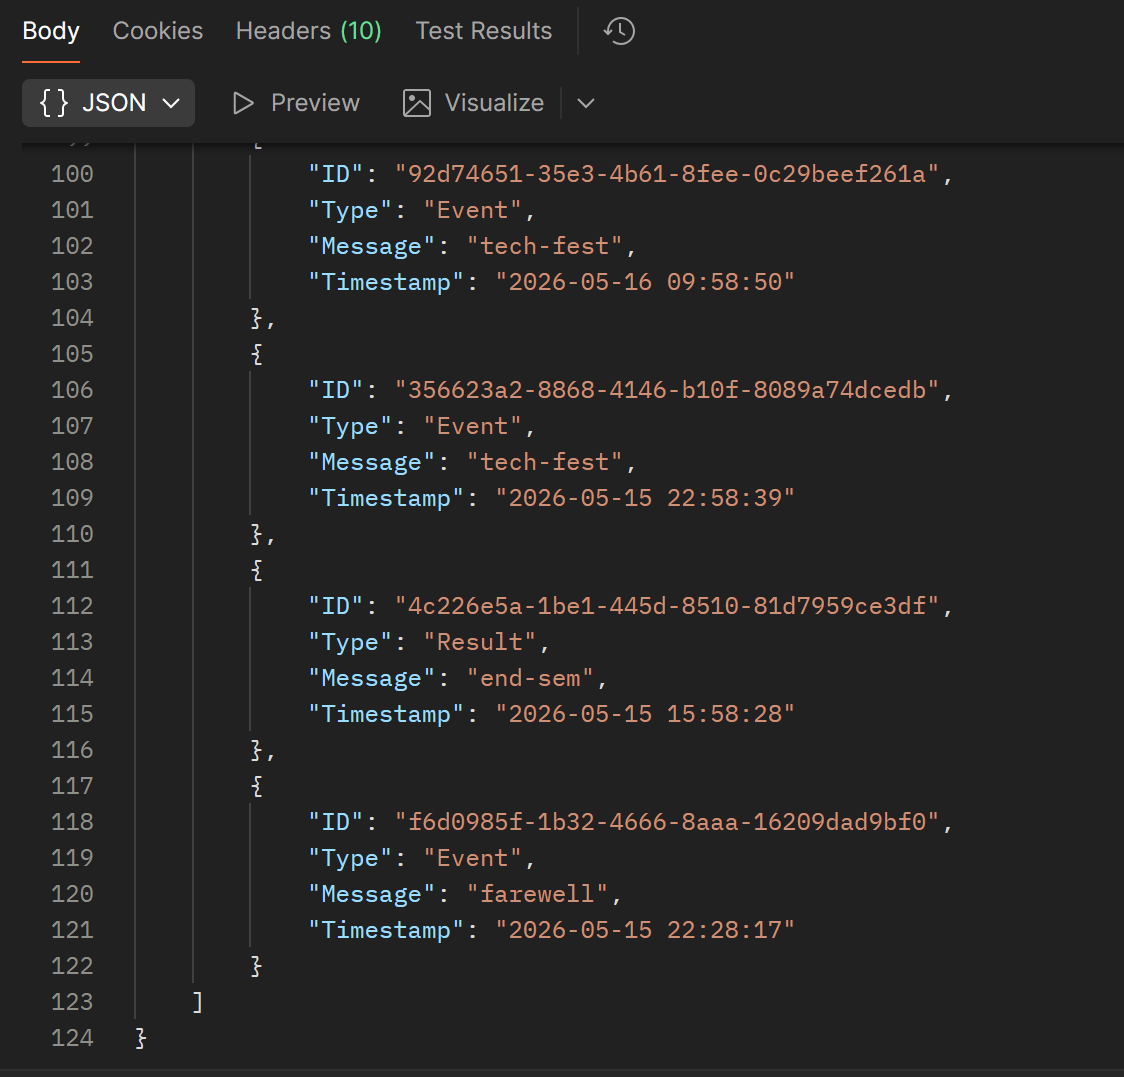 Body Cookies Headers (10) Test Results
{} JSON Preview Visualize
100 "ID": "92d74651-35e3-4b61-8fee-0c29beef261a",
101 "Type": "Event",
102 "Message": "tech-fest",
103 "Timestamp": "2026-05-16 09:58:50"
104 },
105 {
106 "ID": "356623a2-8868-4146-b10f-8089a74dcedb",
107 "Type": "Event",
108 "Message": "tech-fest",
109 "Timestamp": "2026-05-15 22:58:39"
110 },
111 {
112 "ID": "4c226e5a-1be1-445d-8510-81d7959ce3df",
113 "Type": "Result",
114 "Message": "end-sem",
115 "Timestamp": "2026-05-15 15:58:28"
116 },
117 {
118 "ID": "f6d0985f-1b32-4666-8aaa-16209dad9bf0",
119 "Type": "Event",
120 "Message": "farewell",
121 "Timestamp": "2026-05-15 22:28:17"
122 }
123 ]
124 }